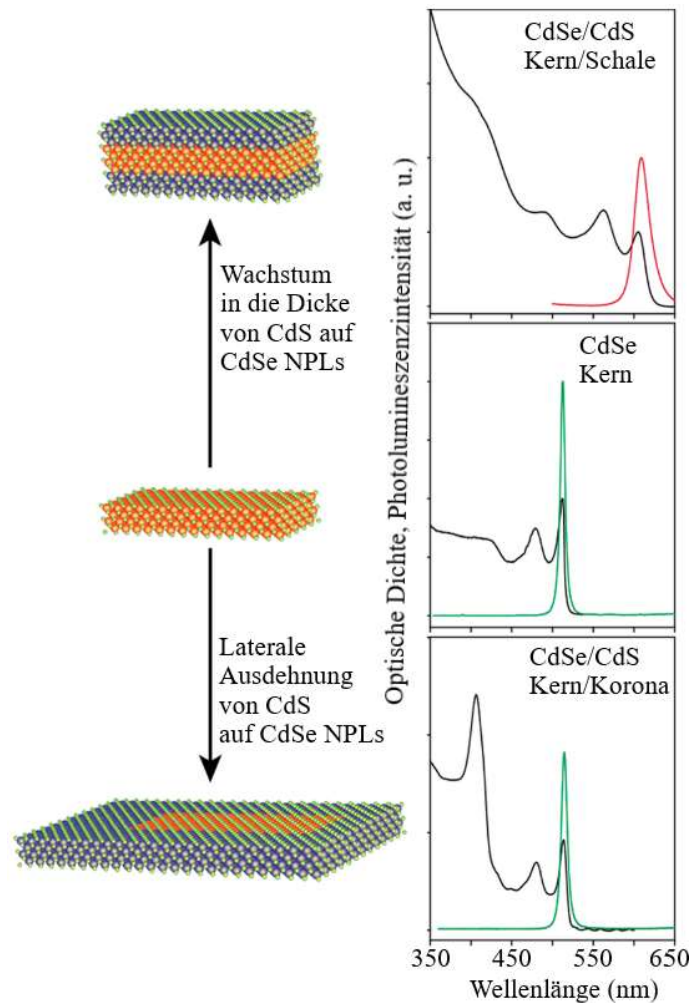 CdSe/CdS
Kern/Schale
Wachstum
in die Dicke
von CdS auf
CdSe NPLs
CdSe
Kern
Laterale
Ausdehnung
von CdS
auf CdSe NPLs
CdSe/CdS
Kern/Korona
Optische Dichte, Photolumineszenzintensität (a. u.)
350 450 550 650
Wellenlänge (nm)